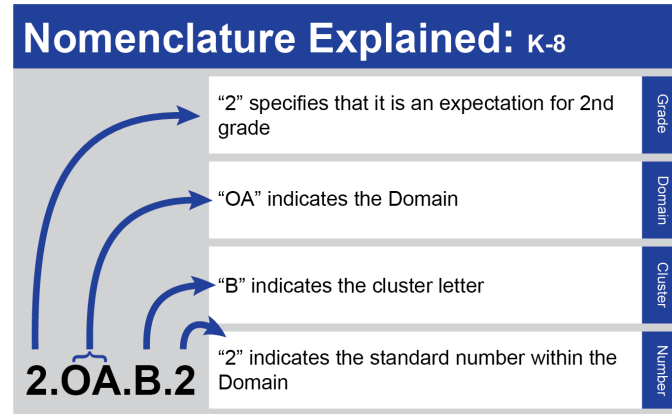 Nomenclature Explained: K-8
“2” specifies that it is an expectation for 2nd
grade
Grade
“OA” indicates the Domain
Domain
“B” indicates the cluster letter
Cluster
“2” indicates the standard number within the
Domain
Number
2.OA.B.2